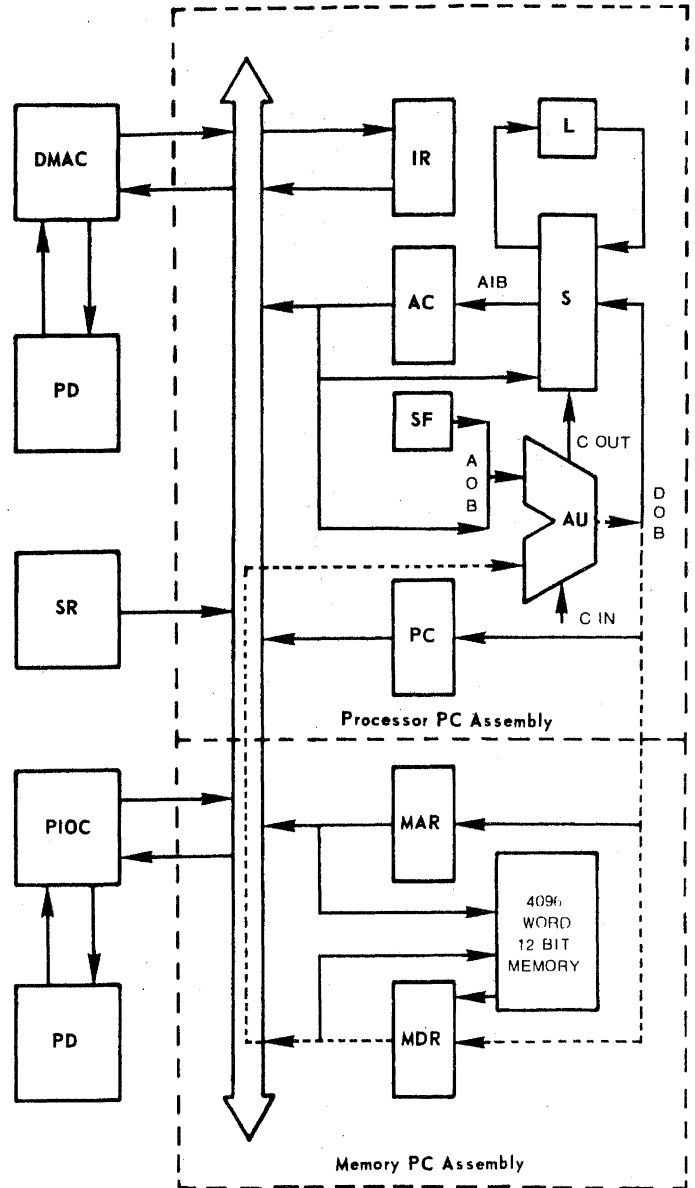 DMAC
IR
L
AC
AIB
S
PD
SF
C OUT
A
O
B
AU
D
O
B
SR
PC
C IN
Processor PC Assembly
PIOC
MAR
4096
WORD
12 BIT
MEMORY
PD
MDR
Memory PC Assembly